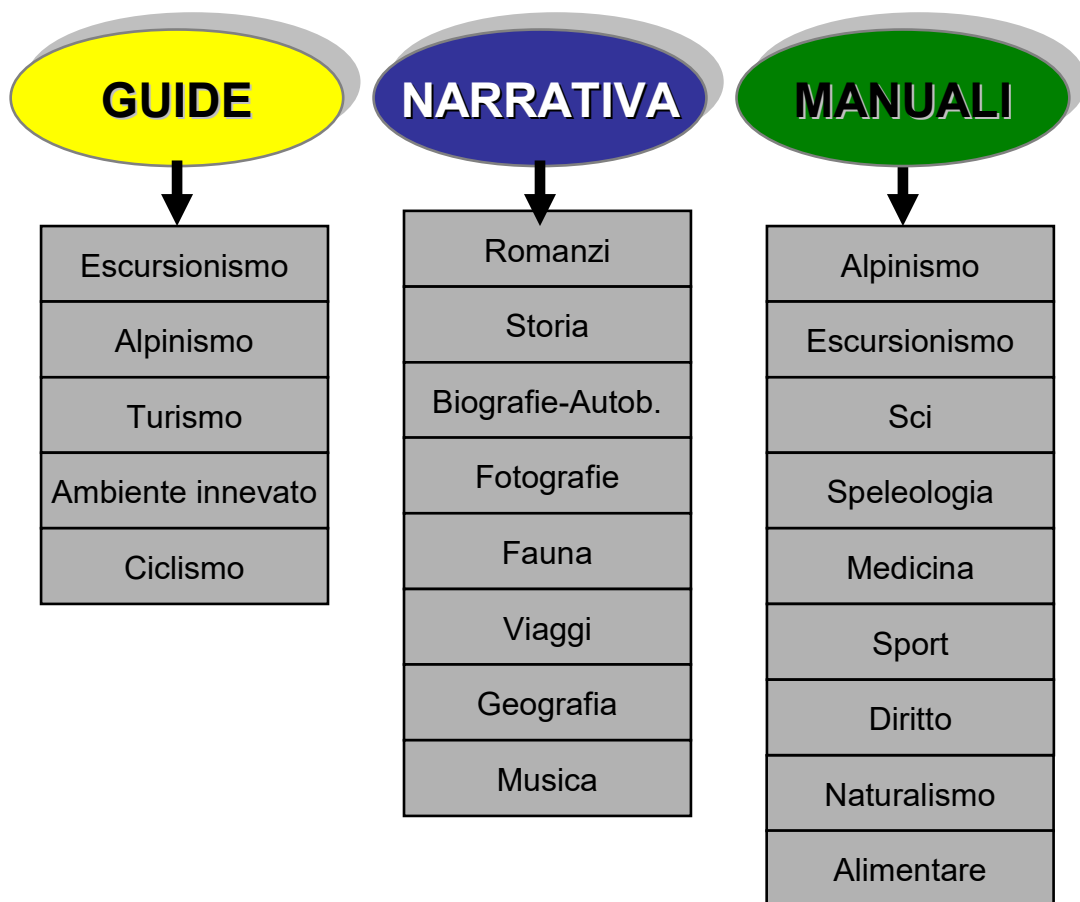 GUIDE
Escursionismo
Alpinismo
Turismo
Ambiente innevato
Ciclismo
NARRATIVA
Romanzi
Storia
Biografie-Autob.
Fotografie
Fauna
Viaggi
Geografia
Musica
MANUALI
Alpinismo
Escursionismo
Sci
Speleologia
Medicina
Sport
Diritto
Naturalismo
Alimentare